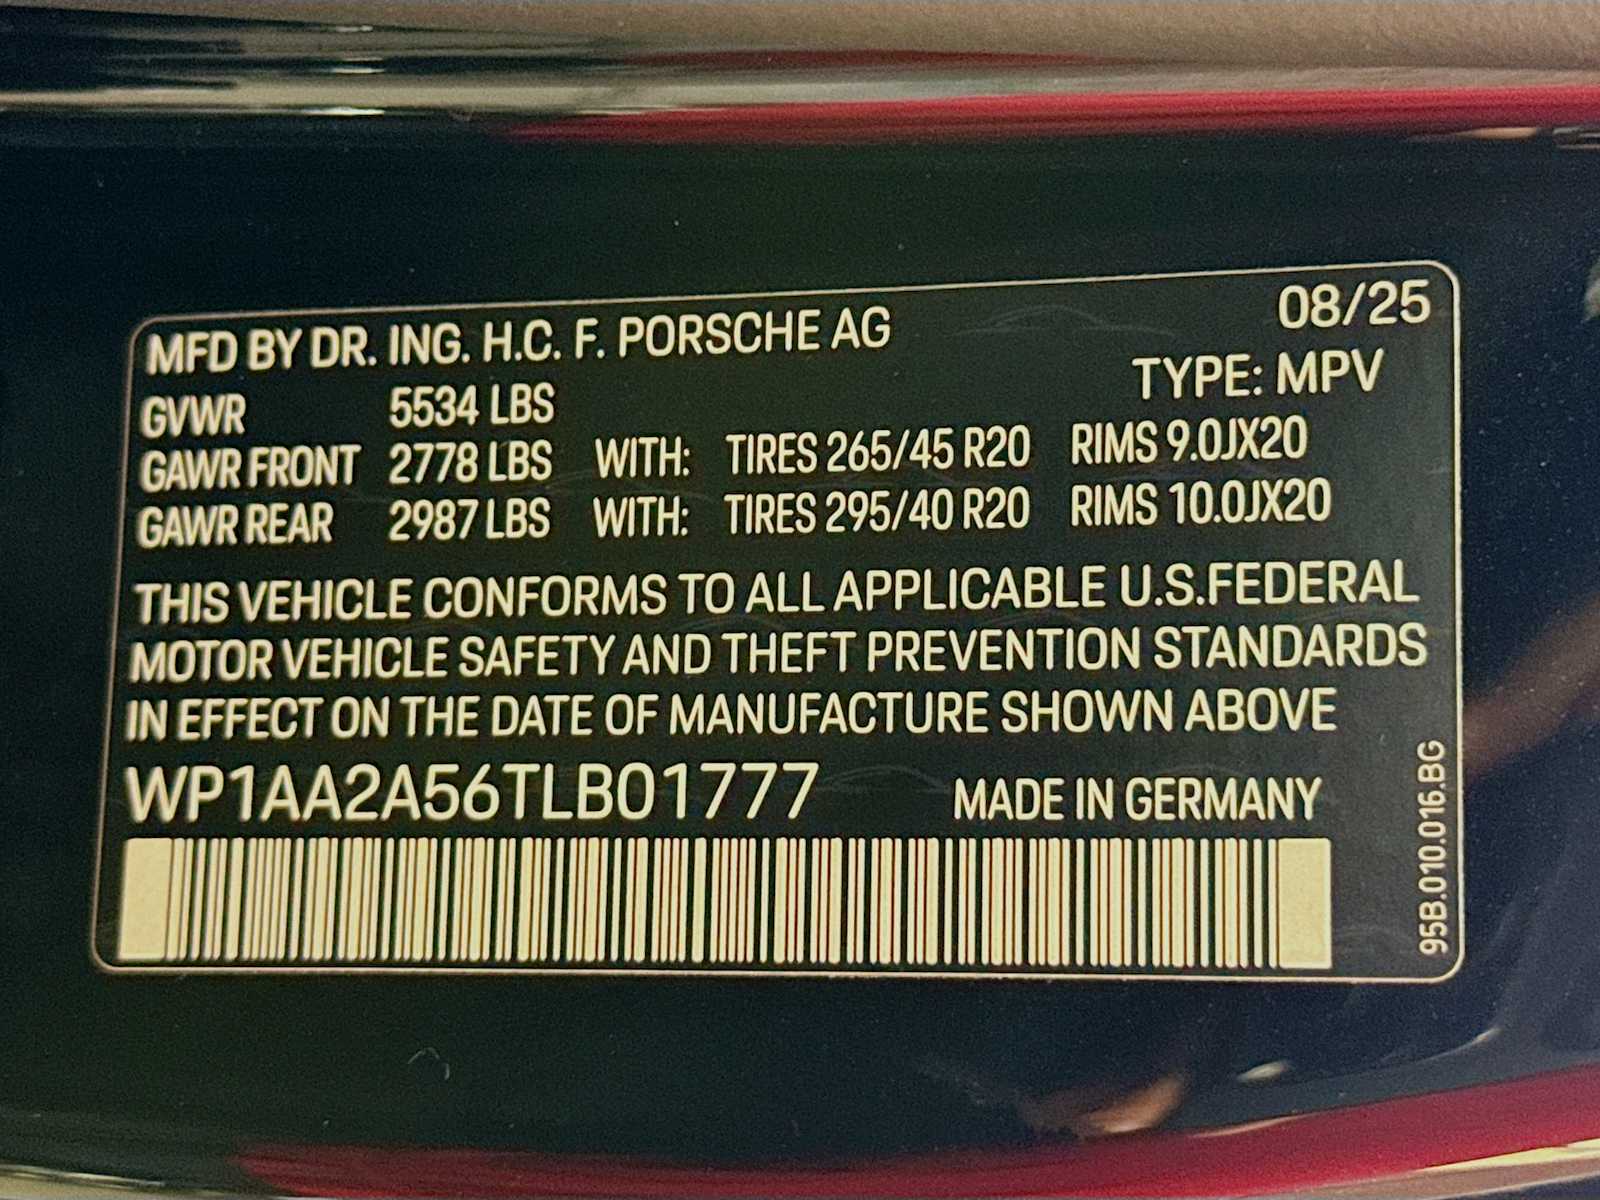 08/25
MFD BY DR. ING. H.C. F. PORSCHE AG
TYPE: MPV
GVWR 5534 LBS
GAWR FRONT 2778 LBS WITH: TIRES 265/45 R20 RIMS 9.0JX20
GAWR REAR 2987 LBS WITH: TIRES 295/40 R20 RIMS 10.0JX20
THIS VEHICLE CONFORMS TO ALL APPLICABLE U.S.FEDERAL
MOTOR VEHICLE SAFETY AND THEFT PREVENTION STANDARDS
IN EFFECT ON THE DATE OF MANUFACTURE SHOWN ABOVE
WP1AA2A56TLB01777 MADE IN GERMANY
95B.010.016.BG